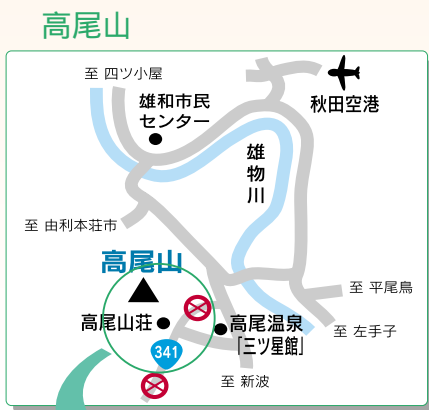 高尾山
至 四ツ小屋
雄和市民
センター
秋田空港
雄物川
至 由利本荘市
高尾山
至 平尾鳥
高尾山荘
高尾温泉
「三ツ星館」
至 左手子
341
至 新波